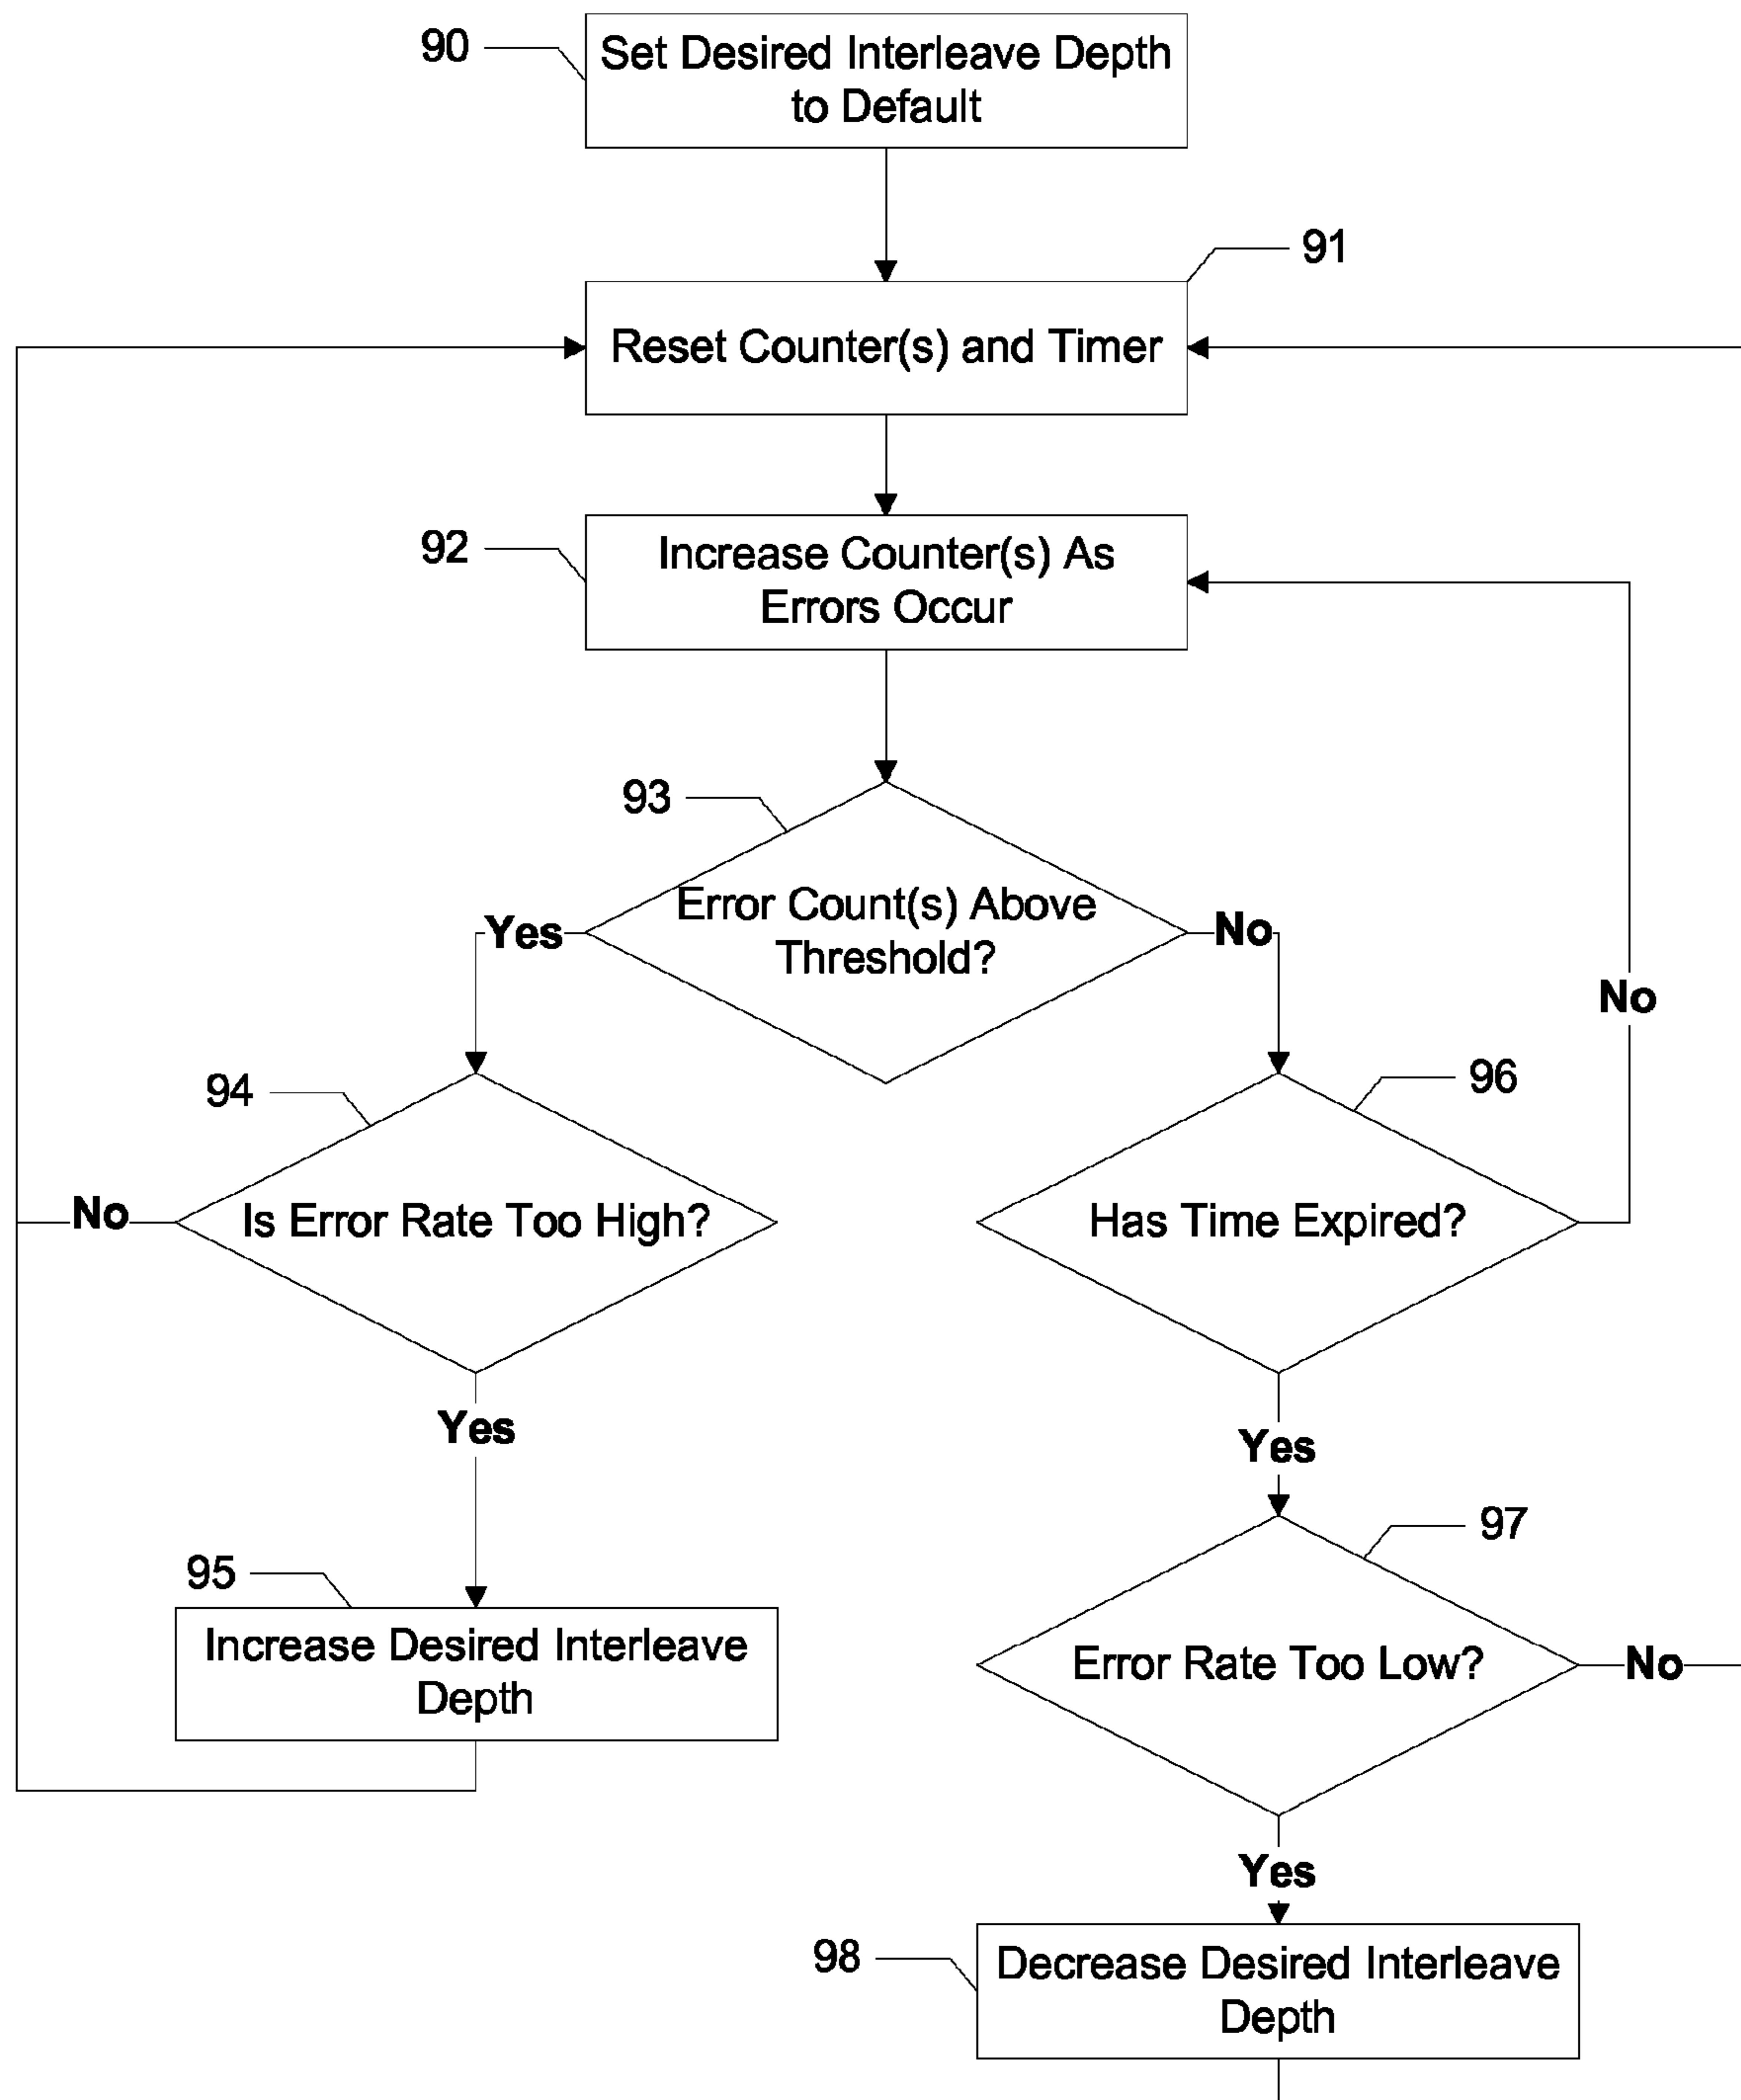 90
Set Desired Interleave Depth
to Default
91
Reset Counter(s) and Timer
92
Increase Counter(s) As
Errors Occur
93
Error Count(s) Above
Threshold?
Yes
No
No
94
Is Error Rate Too High?
No
Yes
96
Has Time Expired?
Yes
95
Increase Desired Interleave
Depth
97
Error Rate Too Low?
No
Yes
98
Decrease Desired Interleave
Depth